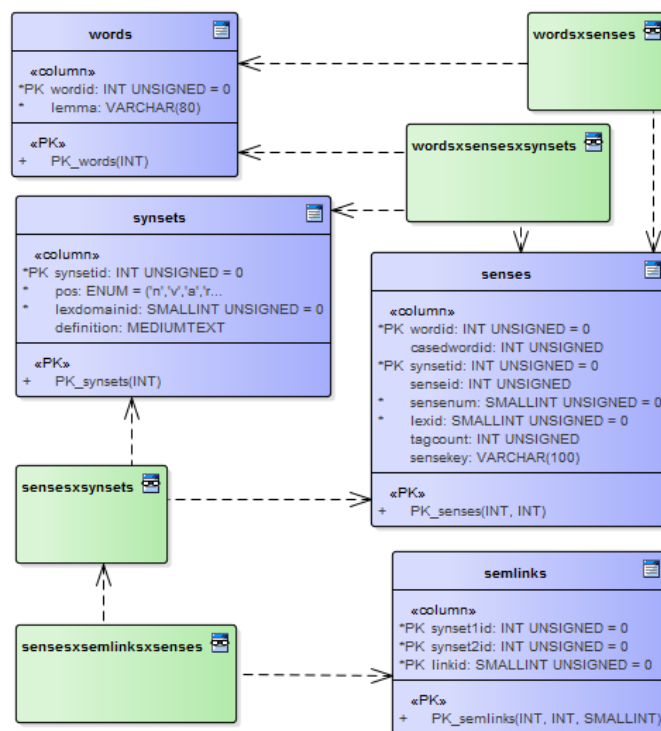 words
«column»
*PK wordid: INT UNSIGNED = 0
* lemma: VARCHAR(80)
«PK»
+ PK_words(INT)
wordsxsenses
wordsxsensesxsynsets
synsets
«column»
*PK synsetid: INT UNSIGNED = 0
* pos: ENUM = ('n','v','a','r...
* lexdomainid: SMALLINT UNSIGNED = 0
definition: MEDIUMTEXT
«PK»
+ PK_synsets(INT)
senses
«column»
*PK wordid: INT UNSIGNED = 0
casedwordid: INT UNSIGNED
*PK synsetid: INT UNSIGNED = 0
senseid: INT UNSIGNED
* sensenum: SMALLINT UNSIGNED = 0
* lexid: SMALLINT UNSIGNED = 0
tagcount: INT UNSIGNED
sensekey: VARCHAR(100)
«PK»
+ PK_senses(INT, INT)
sensesxsynsets
sensesxsemlinksxsenses
semlinks
«column»
*PK synset1id: INT UNSIGNED = 0
*PK synset2id: INT UNSIGNED = 0
*PK linkid: SMALLINT UNSIGNED = 0
«PK»
+ PK_semlinks(INT, INT, SMALLINT)